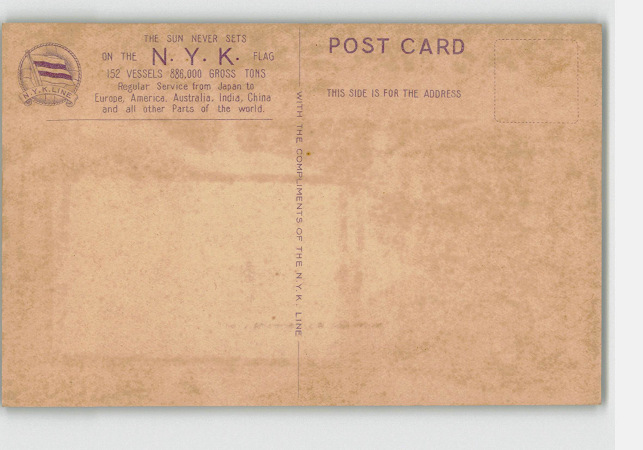 THE SUN NEVER SETS
ON THE N. Y. K. FLAG
152 VESSELS 886,000 GROSS TONS
Regular Service from Japan to
Europe, America, Australia, India, China
and all other Parts of the world.
N.Y.K. LINE
WITH THE COMPLIMENTS OF THE N.Y.K. LINE
POST CARD
THIS SIDE IS FOR THE ADDRESS